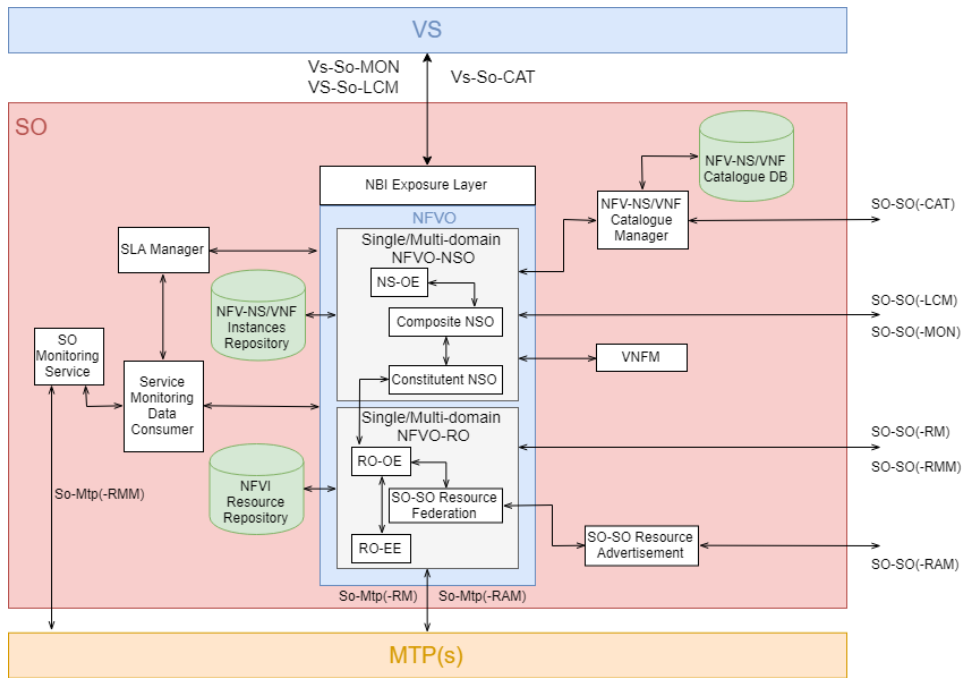 VS
Vs-So-MON
VS-So-LCM
Vs-So-CAT
SO
NFV-NS/VNF
Catalogue DB
NBI Exposure Layer
NFV-NS/VNF
Catalogue
Manager
SO-SO(-CAT)
NFVO
SLA Manager
Single/Multi-domain
NFVO-NSO
NS-OE
NFV-NS/VNF
Instances
Repository
Composite NSO
SO-SO(-LCM)
SO-SO(-MON)
SO
Monitoring
Service
VNFM
Service
Monitoring
Data
Consumer
Constitutent NSO
Single/Multi-domain
NFVO-RO
SO-SO(-RM)
SO-SO(-RMM)
RO-OE
NFVI
Resource
Repository
So-Mtp(-RMM)
SO-SO Resource
Federation
RO-EE
SO-SO Resource
Advertisement
SO-SO(-RAM)
So-Mtp(-RM)
So-Mtp(-RAM)
MTP(s)